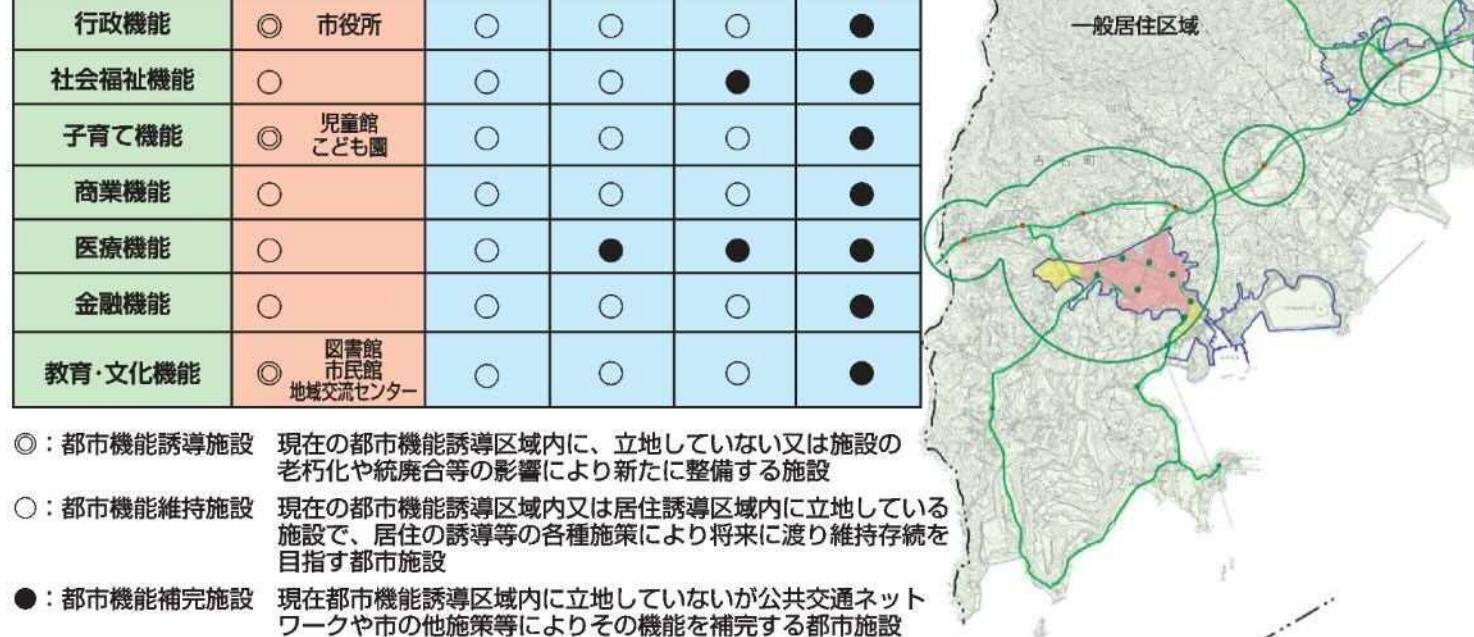 行政機能 ◎ 市役所 ○ ○ ○ ●
社会福祉機能 ○ ○ ○ ● ●
子育て機能 ◎ 児童館 こども園 ○ ○ ○ ●
商業機能 ○ ○ ○ ○ ●
医療機能 ○ ○ ● ● ●
金融機能 ○ ○ ○ ○ ●
教育・文化機能 ◎ 図書館 市民館 地域交流センター ○ ○ ○ ●
一般居住区域
◎：都市機能誘導施設 現在の都市機能誘導区域内に、立地していない又は施設の
老朽化や統廃合等の影響により新たに整備する施設
○：都市機能維持施設 現在の都市機能誘導区域内又は居住誘導区域内に立地している
施設で、居住の誘導等の各種施策により将来に渡り維持存続を
目指す都市施設
●：都市機能補完施設 現在都市機能誘導区域内に立地していないが公共交通ネット
ワークや市の他施策等によりその機能を補完する都市施設